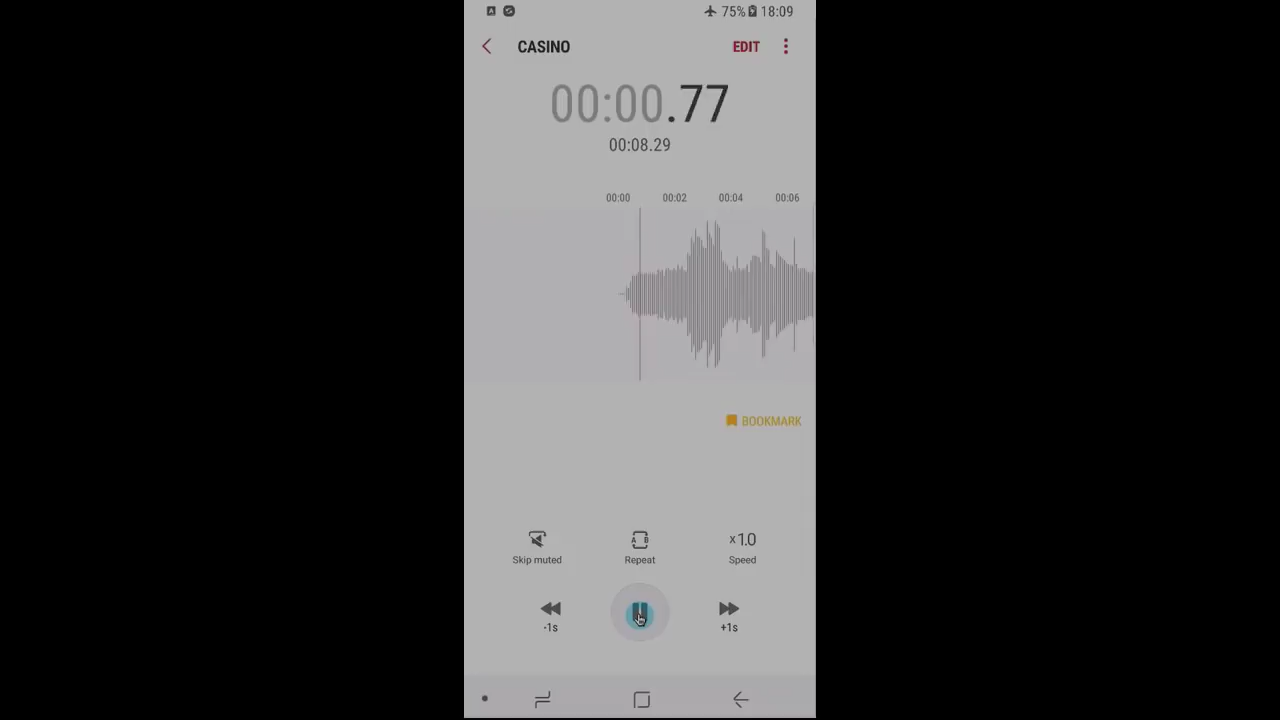 75% 18:09
CASINO EDIT
00:00.77
00:08.29
00:00 00:02 00:04 00:06
BOOKMARK
A B x1.0
Skip muted Repeat Speed
-1s +1s